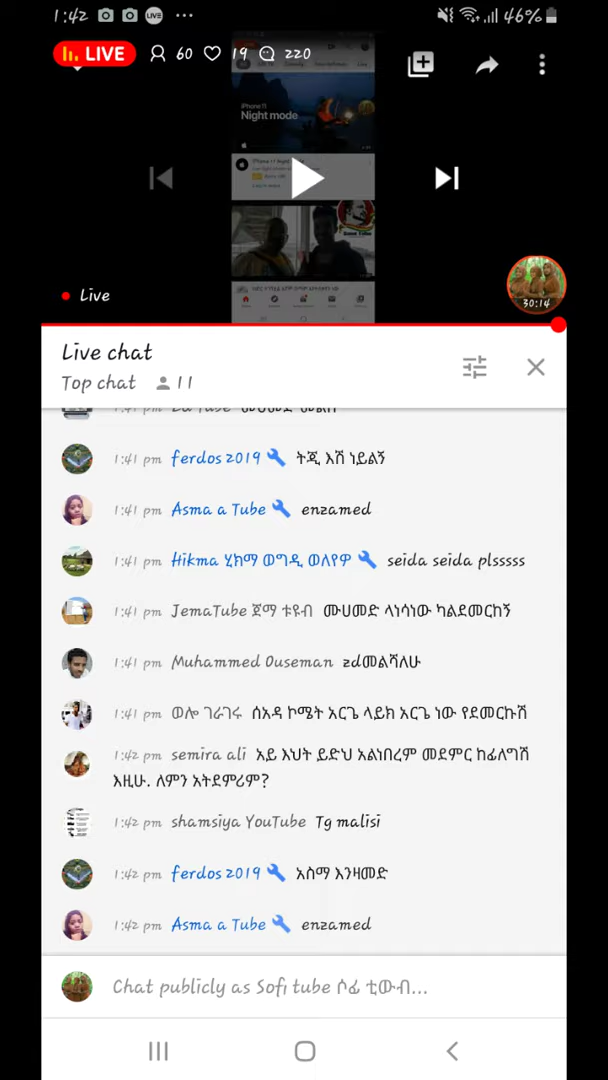 1:42 LIVE 46%
LIVE 60 19 220
iPhone 11
Night mode
Live
30:14
Live chat
Top chat 11
1:41 pm ferdos 2019 ትጂ እሽ ነይልኝ
1:41 pm Asma a Tube enzamed
1:41 pm Hikma ሂክማ ወግዲ ወለየዋ seida seida plsssss
1:41 pm JemaTube ጀማ ቱዩብ ሙሀመድ ላነሳነው ካልደመርከኝ
1:41 pm Muhammed Ouseman zdመልሻለሁ
1:41 pm ወሎ ገራገሩ ሰአዳ ኮሜት አርጌ ላይክ አርጌ ነው የደመርኩሽ
1:42 pm semira ali አይ እህት ይድህ አልነበረም መደምር ከፊለግሽ
እዚሁ. ለምን አትደምሪም?
1:42 pm shamsiya YouTube Tg malisi
1:42 pm ferdos 2019 አስማ እንዛመድ
1:42 pm Asma a Tube enzamed
Chat publicly as Sofi tube ሶፊ ቲውብ...